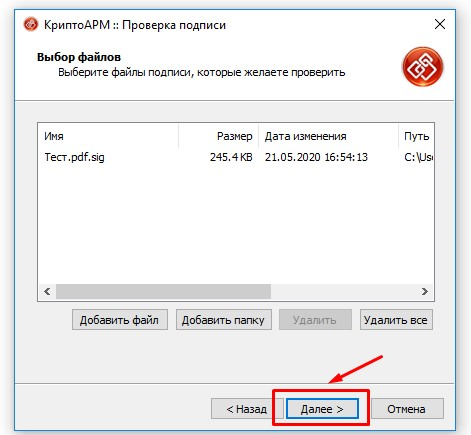 КриптоАРМ :: Проверка подписи
Выбор файлов
Выберите файлы подписи, которые желаете проверить
Имя Размер Дата изменения Путь
Тест.pdf.sig 245.4 KB 21.05.2020 16:54:13 C:\Use
Добавить файл Добавить папку Удалить Удалить все
< Назад Далее > Отмена